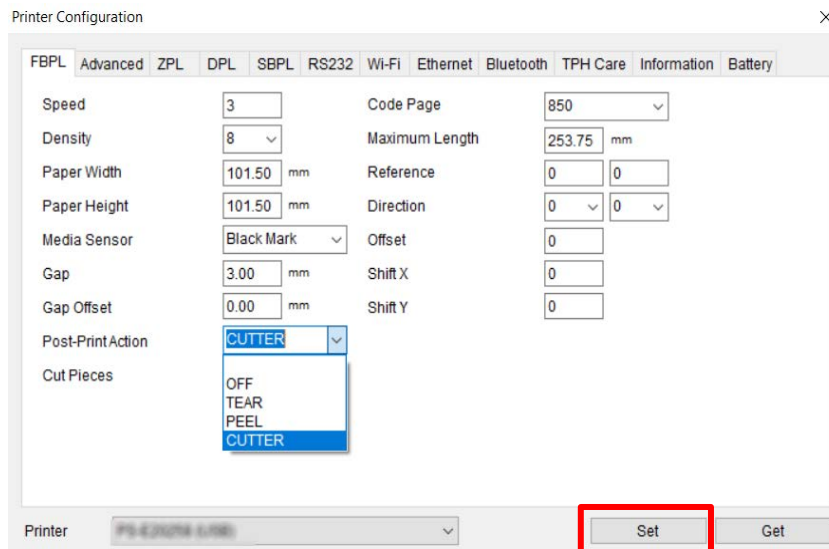 Printer Configuration
FBPL Advanced ZPL DPL SBPL RS232 Wi-Fi Ethernet Bluetooth TPH Care Information Battery
Speed 3 Code Page 850
Density 8 Maximum Length 253.75 mm
Paper Width 101.50 mm Reference 0 0
Paper Height 101.50 mm Direction 0 0
Media Sensor Black Mark Offset 0
Gap 3.00 mm Shift X 0
Gap Offset 0.00 mm Shift Y 0
Post-Print Action CUTTER
Cut Pieces
OFF
TEAR
PEEL
CUTTER
Printer Set Get